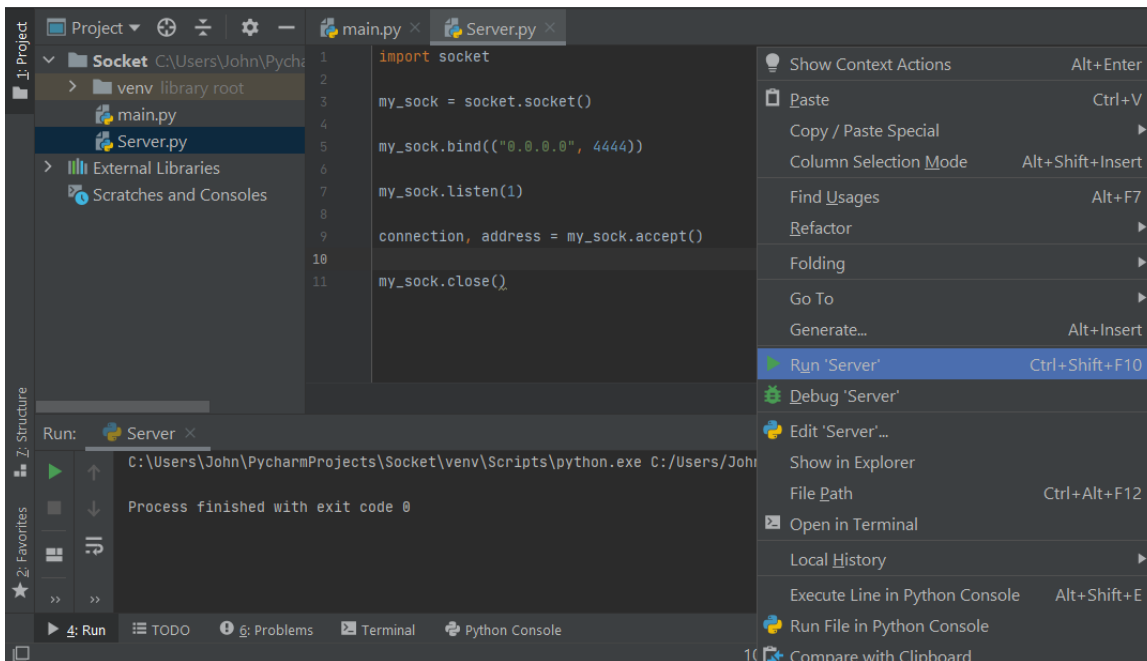 1: Project
Project
Socket C:\Users\John\Pycha
venv library root
main.py
Server.py
External Libraries
Scratches and Consoles
main.py
Server.py
1 import socket
2
3 my_sock = socket.socket()
4
5 my_sock.bind(("0.0.0.0", 4444))
6
7 my_sock.listen(1)
8
9 connection, address = my_sock.accept()
10
11 my_sock.close()
Show Context Actions Alt+Enter
Paste Ctrl+V
Copy / Paste Special
Column Selection Mode Alt+Shift+Insert
Find Usages Alt+F7
Refactor
Folding
Go To
Generate... Alt+Insert
Run 'Server' Ctrl+Shift+F10
Debug 'Server'
Edit 'Server'...
Show in Explorer
File Path Ctrl+Alt+F12
Open in Terminal
Local History
Execute Line in Python Console Alt+Shift+E
Run File in Python Console
Compare with Clipboard
7: Structure
2: Favorites
Run: Server
C:\Users\John\PycharmProjects\Socket\venv\Scripts\python.exe C:/Users/John
Process finished with exit code 0
4: Run TODO 6: Problems Terminal Python Console
10